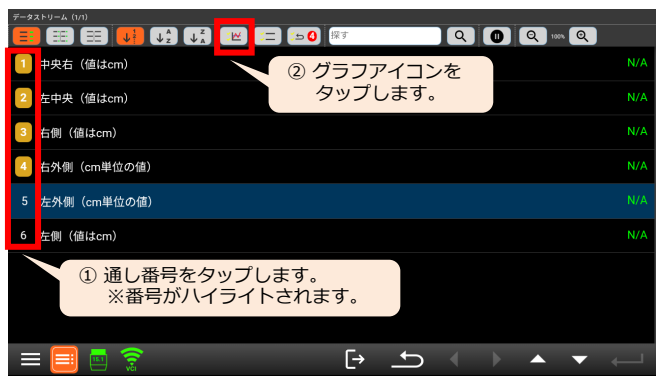 データストリーム (1/1)
探す
100%
1 中央右（値はcm） N/A
2 左中央（値はcm） N/A
3 右側（値はcm） N/A
4 右外側（cm単位の値） N/A
5 左外側（cm単位の値） N/A
6 左側（値はcm） N/A
② グラフアイコンを
タップします。
① 通し番号をタップします。
※番号がハイライトされます。
15.1
VCI